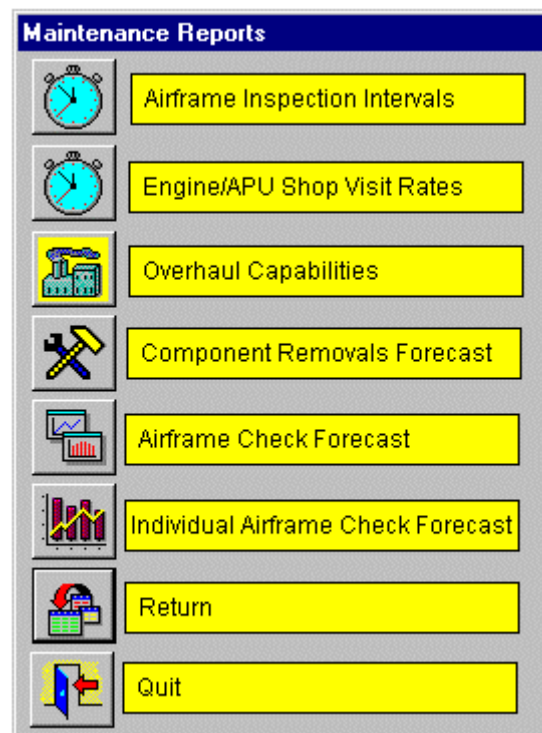 Maintenance Reports
Airframe Inspection Intervals
Engine/APU Shop Visit Rates
Overhaul Capabilities
Component Removals Forecast
Airframe Check Forecast
Individual Airframe Check Forecast
Return
Quit